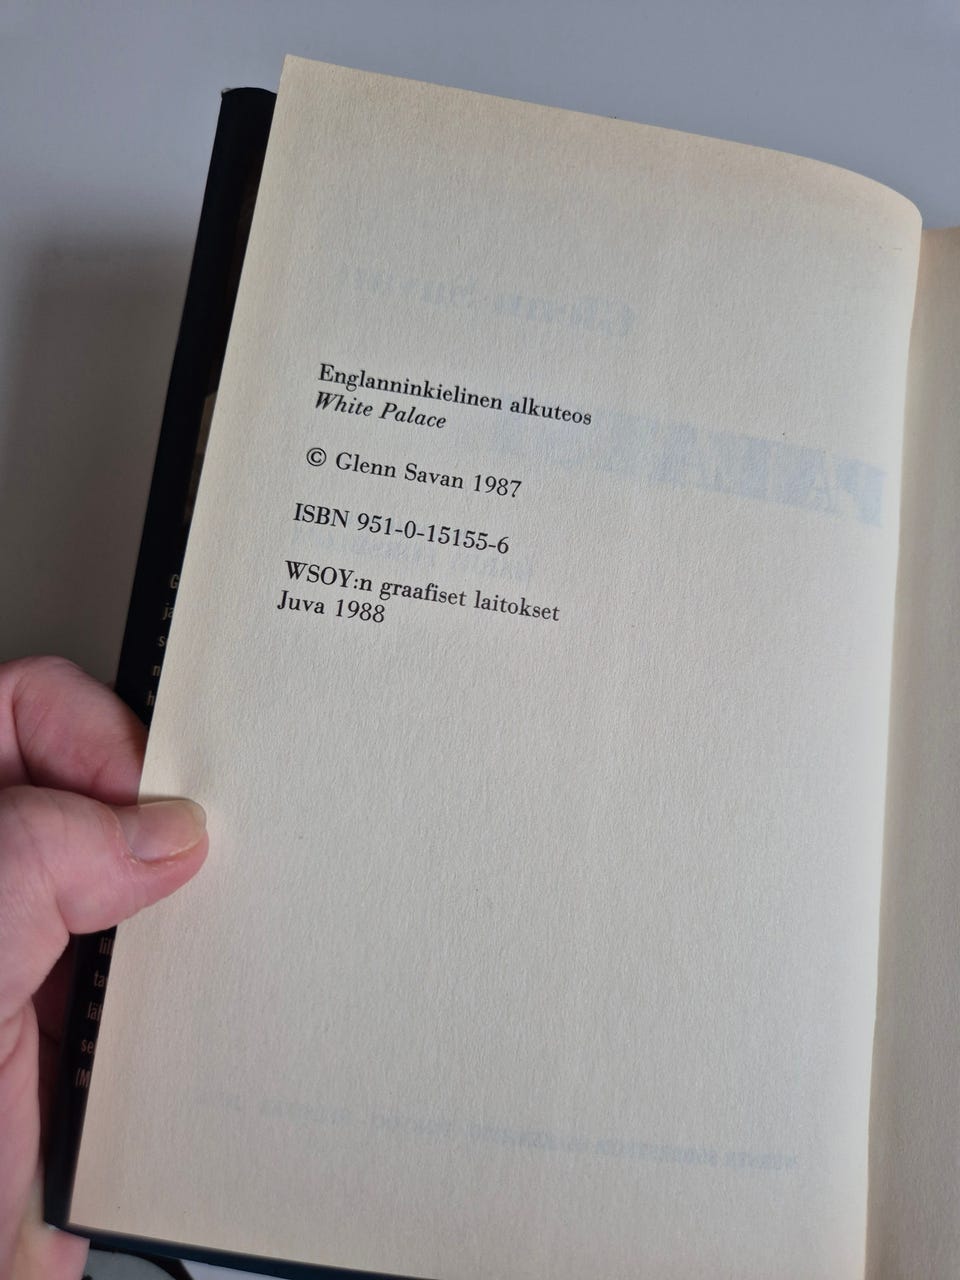 Englanninkielinen alkuteos
White Palace
© Glenn Savan 1987
ISBN 951-0-15155-6
WSOY:n graafiset laitokset
Juva 1988